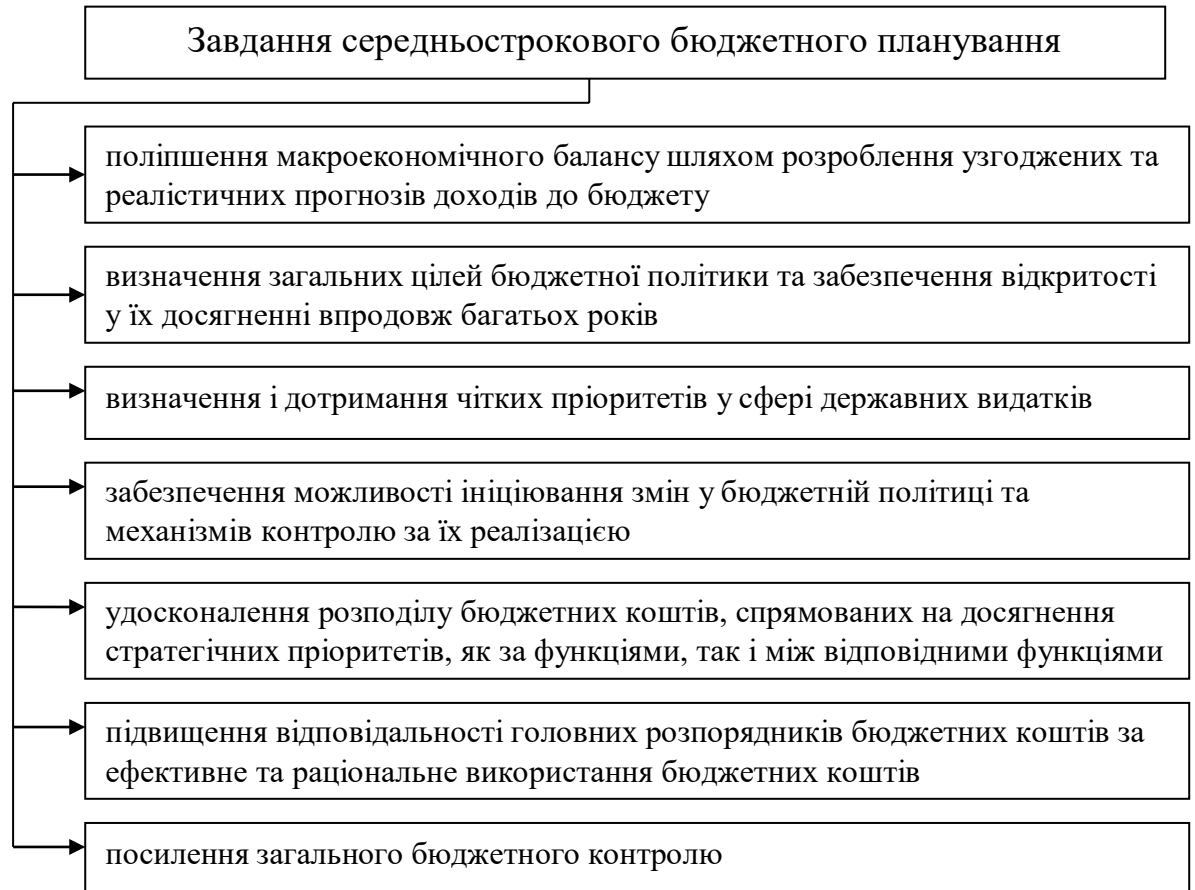 Завдання середньострокового бюджетного планування
поліпшення макроекономічного балансу шляхом розроблення узгоджених та
реалістичних прогнозів доходів до бюджету
визначення загальних цілей бюджетної політики та забезпечення відкритості
у їх досягненні впродовж багатьох років
визначення і дотримання чітких пріоритетів у сфері державних видатків
забезпечення можливості ініціювання змін у бюджетній політиці та
механізмів контролю за їх реалізацією
удосконалення розподілу бюджетних коштів, спрямованих на досягнення
стратегічних пріоритетів, як за функціями, так і між відповідними функціями
підвищення відповідальності головних розпорядників бюджетних коштів за
ефективне та раціональне використання бюджетних коштів
посилення загального бюджетного контролю